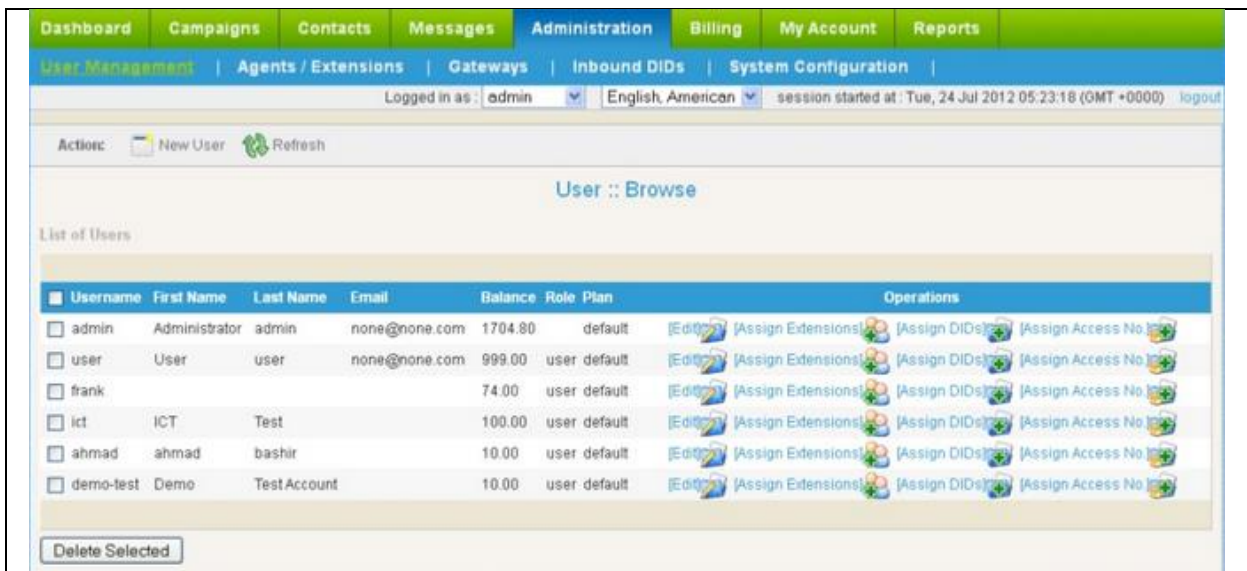 Dashboard Campaigns Contacts Messages Administration Billing My Account Reports
User Management | Agents / Extensions | Gateways | Inbound DIDs | System Configuration |
Logged in as : admin English, American session started at : Tue, 24 Jul 2012 05:23:18 (GMT +0000) logout
Action: New User Refresh
User :: Browse
List of Users
Username First Name Last Name Email Balance Role Plan Operations
admin Administrator admin none@none.com 1704.80 default [Edit] [Assign Extensions] [Assign DIDs] [Assign Access No.]
user User user none@none.com 999.00 user default [Edit] [Assign Extensions] [Assign DIDs] [Assign Access No.]
frank 74.00 user default [Edit] [Assign Extensions] [Assign DIDs] [Assign Access No.]
ict ICT Test 100.00 user default [Edit] [Assign Extensions] [Assign DIDs] [Assign Access No.]
ahmad ahmad bashir 10.00 user default [Edit] [Assign Extensions] [Assign DIDs] [Assign Access No.]
demo-test Demo Test Account 10.00 user default [Edit] [Assign Extensions] [Assign DIDs] [Assign Access No.]
Delete Selected